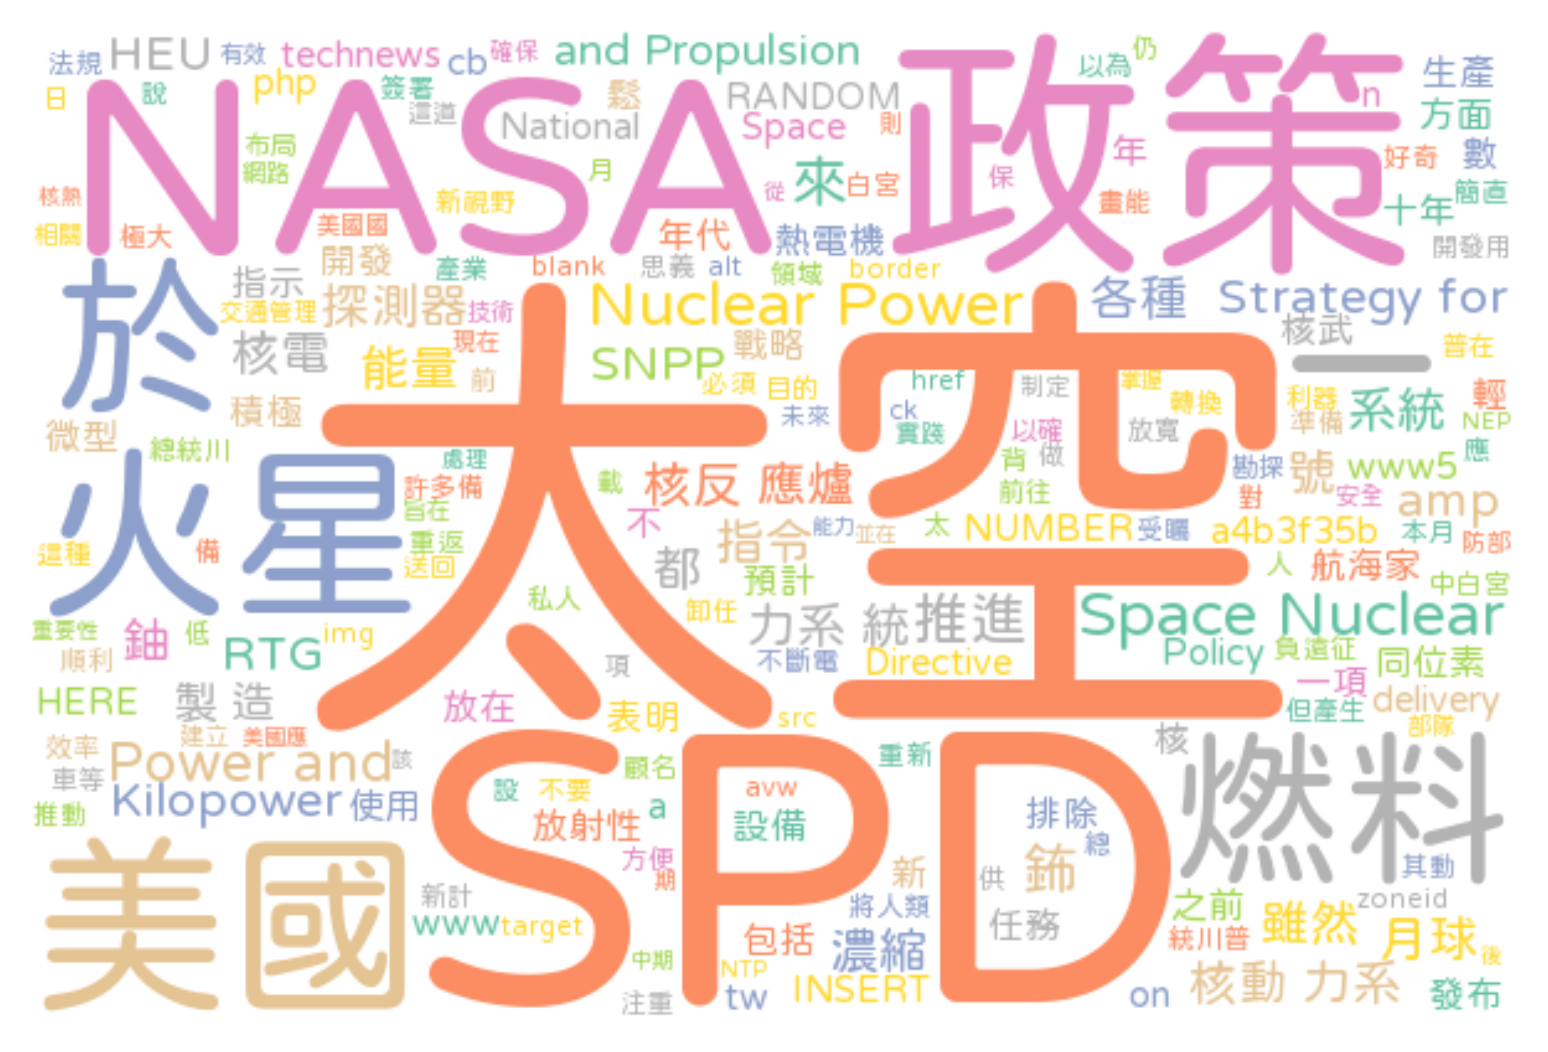 法規 HEU 有效 technews cb 確保 and Propulsion 以為 仍 生產
日 說 php 簽署 這道 鬆 RANDOM n 方面
NASA 政策
National Space 則 年 好奇 數
布局 網路 月 從 來 白宮 保 畫能 十年 簡直
核熱 新視野
相關 極大 美國國 年代 熱電機 開發用
指示 開發 產業 blank 思義 alt 領域 border
交通管理 探測器 技術 Nuclear Power 各種 Strategy for
於 核電 能量 現在 前 SNPP 戰略 核武 一 普在
必須 目的 href 制定 掌握 轉換 利器 系統 輕
微型 積極 未來 ck 實踐 以確 放寬 準備 NEP
總統川 處理 背 做 勘探 號 www5 應
火星 許多備 載 核反 應爐 前往 對 安全 amp
太空
旨在 不 指令 能力 並在 太 NUMBER 受曬 a4b3f35b 本月 防部
這種 備 重返 送回 都 預計 人 航海家 中白宮
私人 卸任 力系 統 推進 Space Nuclear
重要性 鈾 低 RTG img 項 不斷電 Directive Policy 負遠征 同位素
順利 一項
HERE 製 造 放在 表明 src 但產生 delivery
效率 建立 美國應 核 部隊
車等 Power and 該 顧名 重新
SPD 燃料
推動 Kilopower 使用 設 不要 a avw 排除
放射性 設備 總
美國 方便 期 新 供 鈽 其動
新計 將人類 任務 之前 zoneid
www target 包括 濃縮 統川普 雖然 月球 後
中期 NTP
注重 tw INSERT on 核動 力系 發布